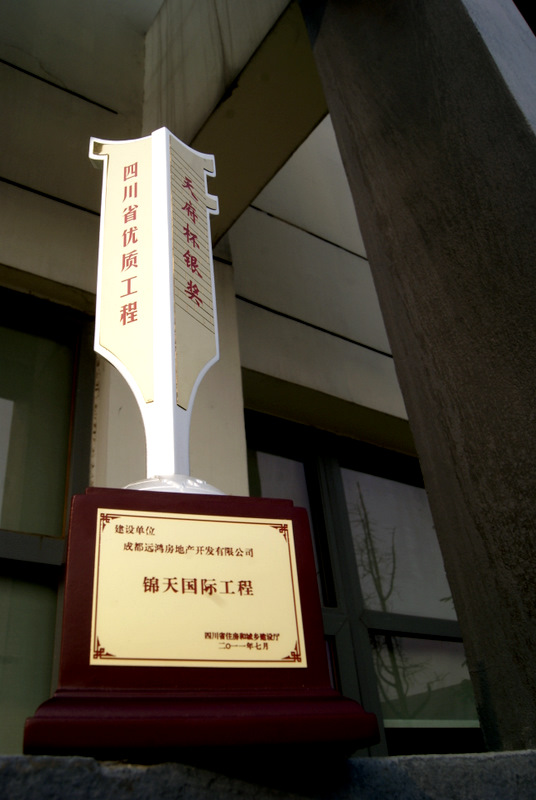 四川省优质工程
天府杯银奖
建设单位
成都远鸿房地产开发有限公司
锦天国际工程
四川省住房和城乡建设厅
二〇一一年七月